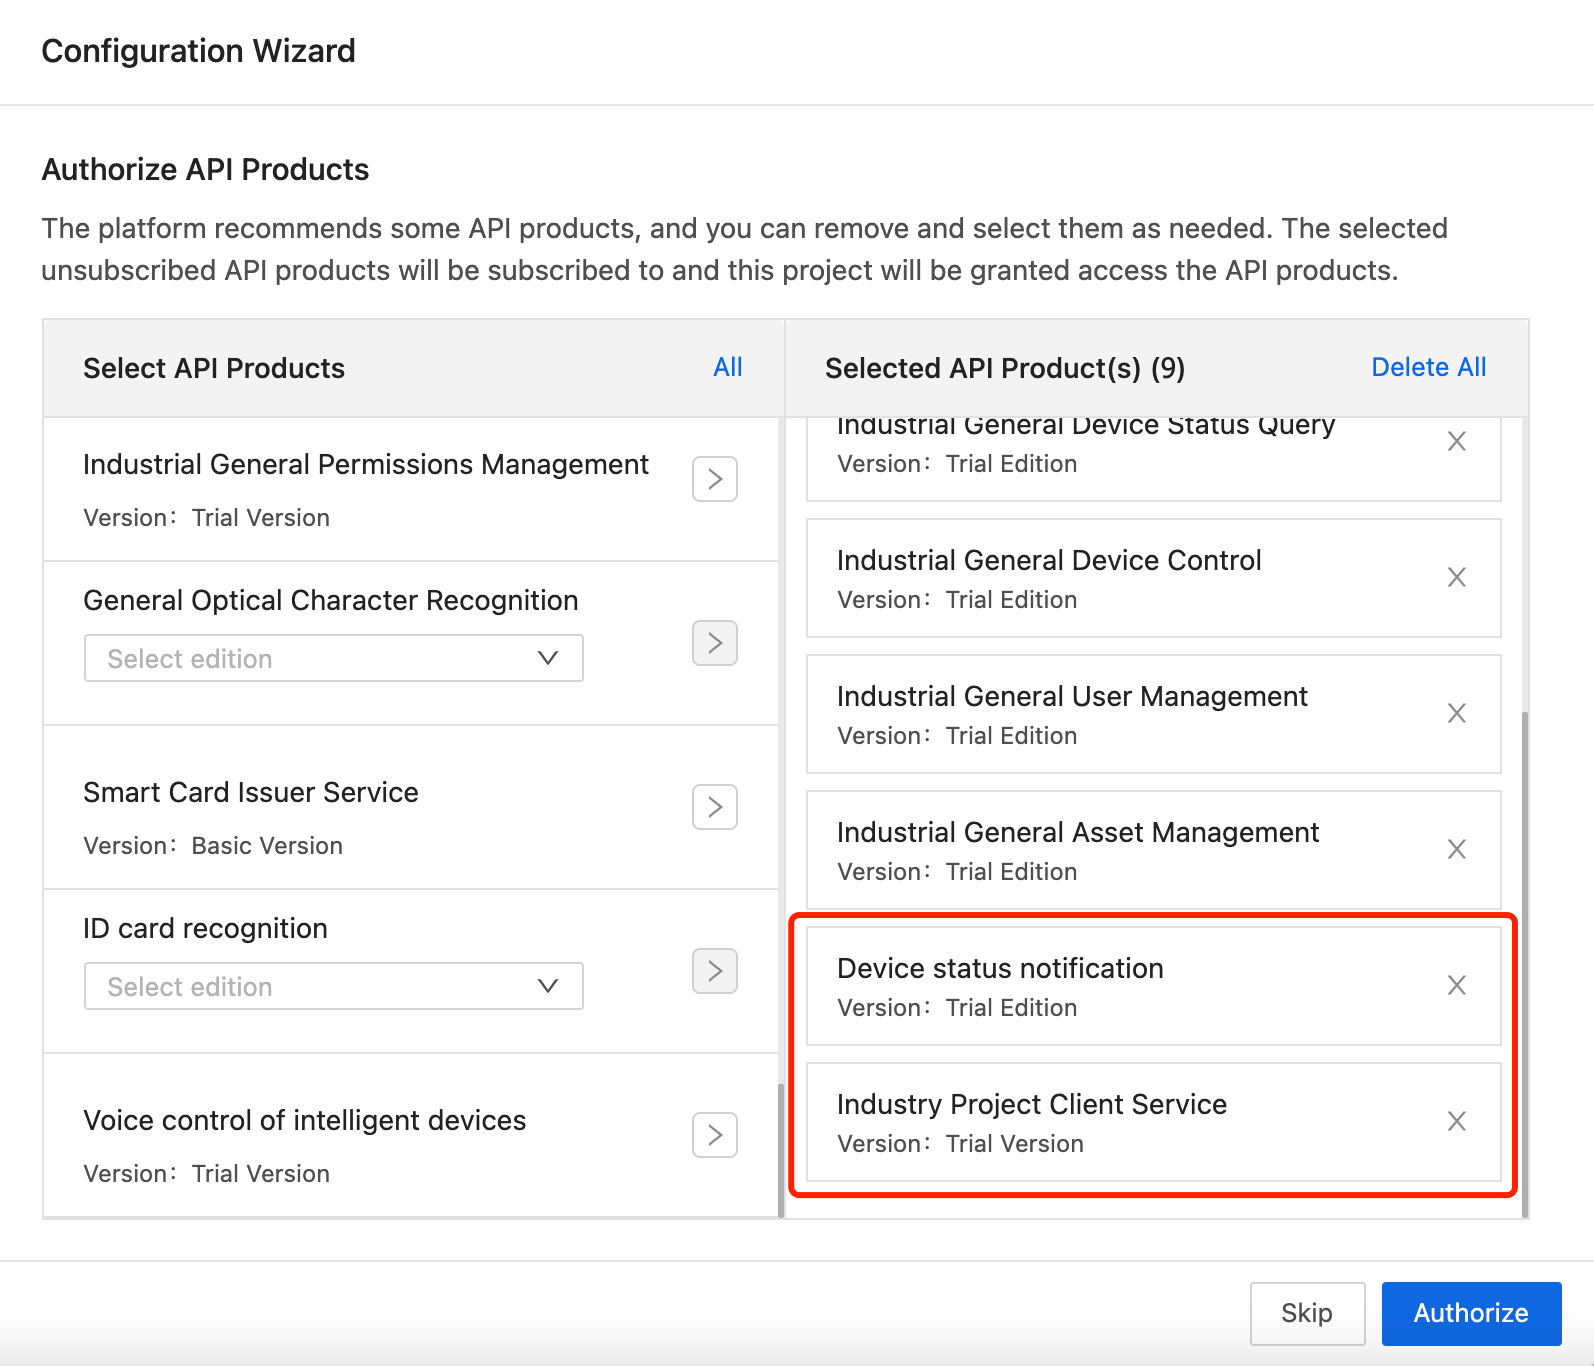 Configuration Wizard
Authorize API Products
The platform recommends some API products, and you can remove and select them as needed. The selected
unsubscribed API products will be subscribed to and this project will be granted access the API products.
Select API Products
All
Industrial General Permissions Management
Version: Trial Version
General Optical Character Recognition
Select edition
Smart Card Issuer Service
Version: Basic Version
ID card recognition
Select edition
Voice control of intelligent devices
Version: Trial Version
Selected API Product(s) (9)
Delete All
Industrial General Device Status Query
Version: Trial Edition
Industrial General Device Control
Version: Trial Edition
Industrial General User Management
Version: Trial Edition
Industrial General Asset Management
Version: Trial Edition
Device status notification
Version: Trial Edition
Industry Project Client Service
Version: Trial Version
Skip
Authorize